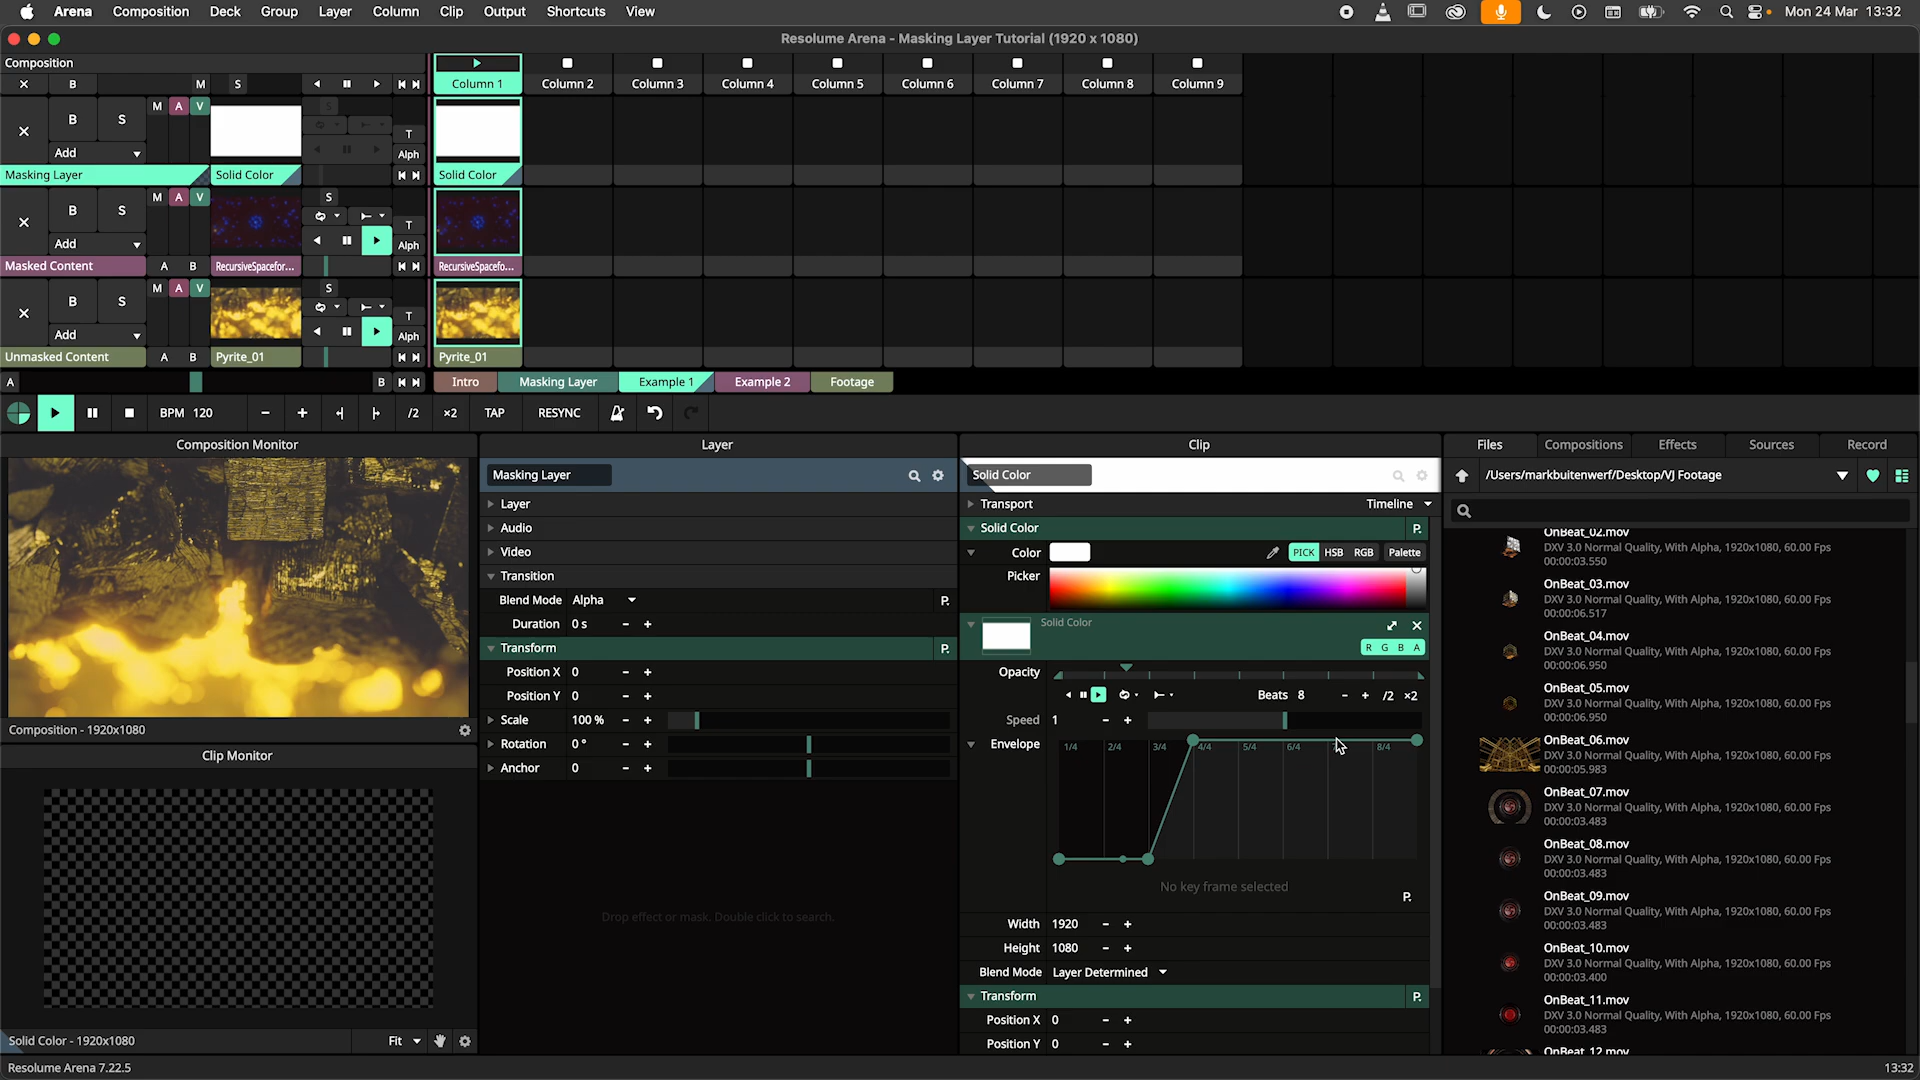 Arena Composition Deck Group Layer Column Clip Output Shortcuts View Mon 24 Mar 13:32
Resolume Arena - Masking Layer Tutorial (1920 x 1080)
Composition
B M S Column 1 Column 2 Column 3 Column 4 Column 5 Column 6 Column 7 Column 8 Column 9
M A V S
B S T
Add Alph
Masking Layer Solid Color Solid Color
M A V S
B S T
Add Alph
Masked Content A B RecursiveSpacefor... RecursiveSpacefo...
M A V S
B S T
Add Alph
Unmasked Content A B Pyrite_01 Pyrite_01
A B Intro Masking Layer Example 1 Example 2 Footage
BPM 120 - + /2 ×2 TAP RESYNC
Composition Monitor
Composition - 1920x1080
Clip Monitor
Solid Color - 1920x1080 Fit
Layer
Masking Layer
Layer
Audio
Video
Transition
Blend Mode Alpha P.
Duration 0 s - +
Transform P.
Position X 0 - +
Position Y 0 - +
Scale 100 % - +
Rotation 0 ° - +
Anchor 0 - +
Drop effect or mask. Double click to search.
Clip
Solid Color
Transport Timeline
Solid Color P.
Color PICK HSB RGB Palette
Picker
Solid Color
R G B A
Opacity
Beats 8 - + /2 ×2
Speed 1 - +
Envelope 1/4 2/4 3/4 4/4 5/4 6/4 8/4
No key frame selected
P.
Width 1920 - +
Height 1080 - +
Blend Mode Layer Determined
Transform P.
Position X 0 - +
Position Y 0 - +
Files Compositions Effects Sources Record
/Users/markbuitenwerf/Desktop/VJ Footage
OnBeat_02.mov
DXV 3.0 Normal Quality, With Alpha, 1920x1080, 60.00 Fps
00:00:03.550
OnBeat_03.mov
DXV 3.0 Normal Quality, With Alpha, 1920x1080, 60.00 Fps
00:00:06.517
OnBeat_04.mov
DXV 3.0 Normal Quality, With Alpha, 1920x1080, 60.00 Fps
00:00:06.950
OnBeat_05.mov
DXV 3.0 Normal Quality, With Alpha, 1920x1080, 60.00 Fps
00:00:06.950
OnBeat_06.mov
DXV 3.0 Normal Quality, With Alpha, 1920x1080, 60.00 Fps
00:00:05.983
OnBeat_07.mov
DXV 3.0 Normal Quality, With Alpha, 1920x1080, 60.00 Fps
00:00:03.483
OnBeat_08.mov
DXV 3.0 Normal Quality, With Alpha, 1920x1080, 60.00 Fps
00:00:03.483
OnBeat_09.mov
DXV 3.0 Normal Quality, With Alpha, 1920x1080, 60.00 Fps
00:00:03.483
OnBeat_10.mov
DXV 3.0 Normal Quality, With Alpha, 1920x1080, 60.00 Fps
00:00:03.400
OnBeat_11.mov
DXV 3.0 Normal Quality, With Alpha, 1920x1080, 60.00 Fps
00:00:03.483
OnBeat_12.mov
Resolume Arena 7.22.5 13:32